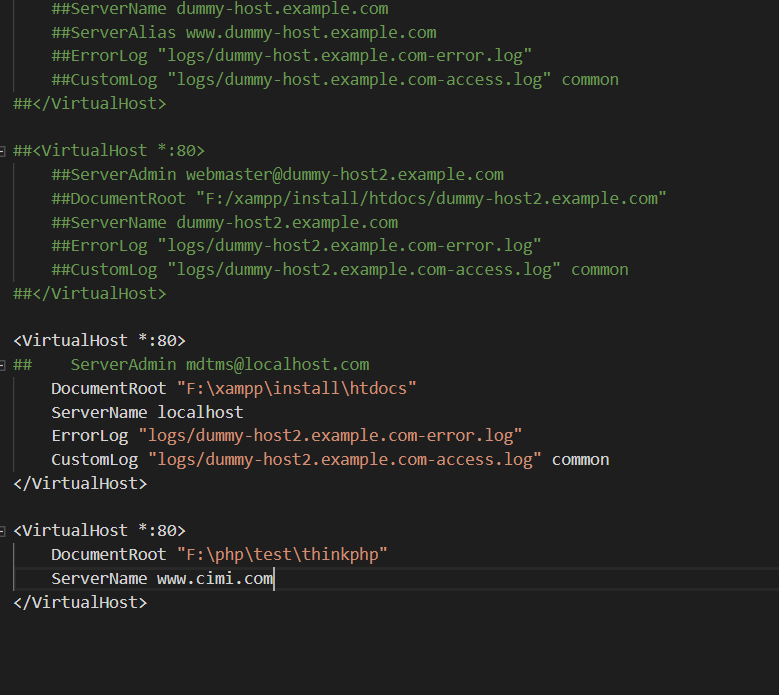 ##ServerName dummy-host.example.com
##ServerAlias www.dummy-host.example.com
##ErrorLog "logs/dummy-host.example.com-error.log"
##CustomLog "logs/dummy-host.example.com-access.log" common
##</VirtualHost>
##<VirtualHost *:80>
##ServerAdmin webmaster@dummy-host2.example.com
##DocumentRoot "F:/xampp/install/htdocs/dummy-host2.example.com"
##ServerName dummy-host2.example.com
##ErrorLog "logs/dummy-host2.example.com-error.log"
##CustomLog "logs/dummy-host2.example.com-access.log" common
##</VirtualHost>
<VirtualHost *:80>
##    ServerAdmin mdtms@localhost.com
DocumentRoot "F:\xampp\install\htdocs"
ServerName localhost
ErrorLog "logs/dummy-host2.example.com-error.log"
CustomLog "logs/dummy-host2.example.com-access.log" common
</VirtualHost>
<VirtualHost *:80>
DocumentRoot "F:\php\test\thinkphp"
ServerName www.cimi.com
</VirtualHost>